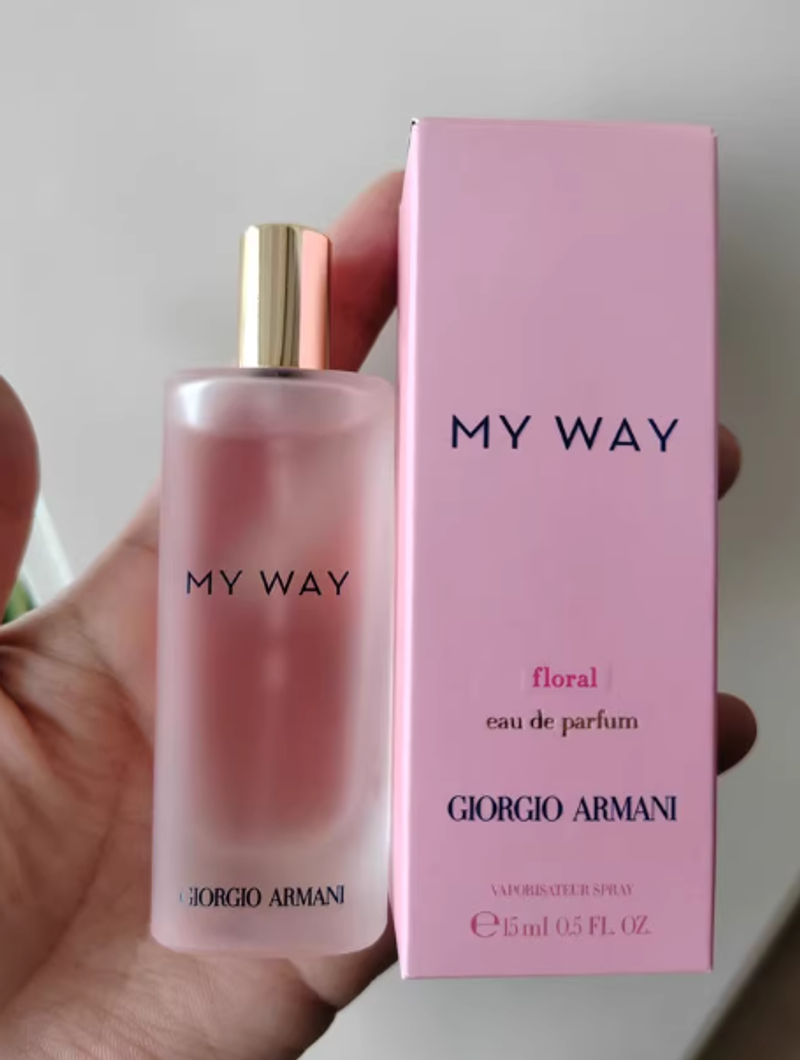 MY WAY
GIORGIO ARMANI
MY WAY
floral
eau de parfum
GIORGIO ARMANI
VAPORISATEUR SPRAY
℮15 ml 0.5 FL. OZ.